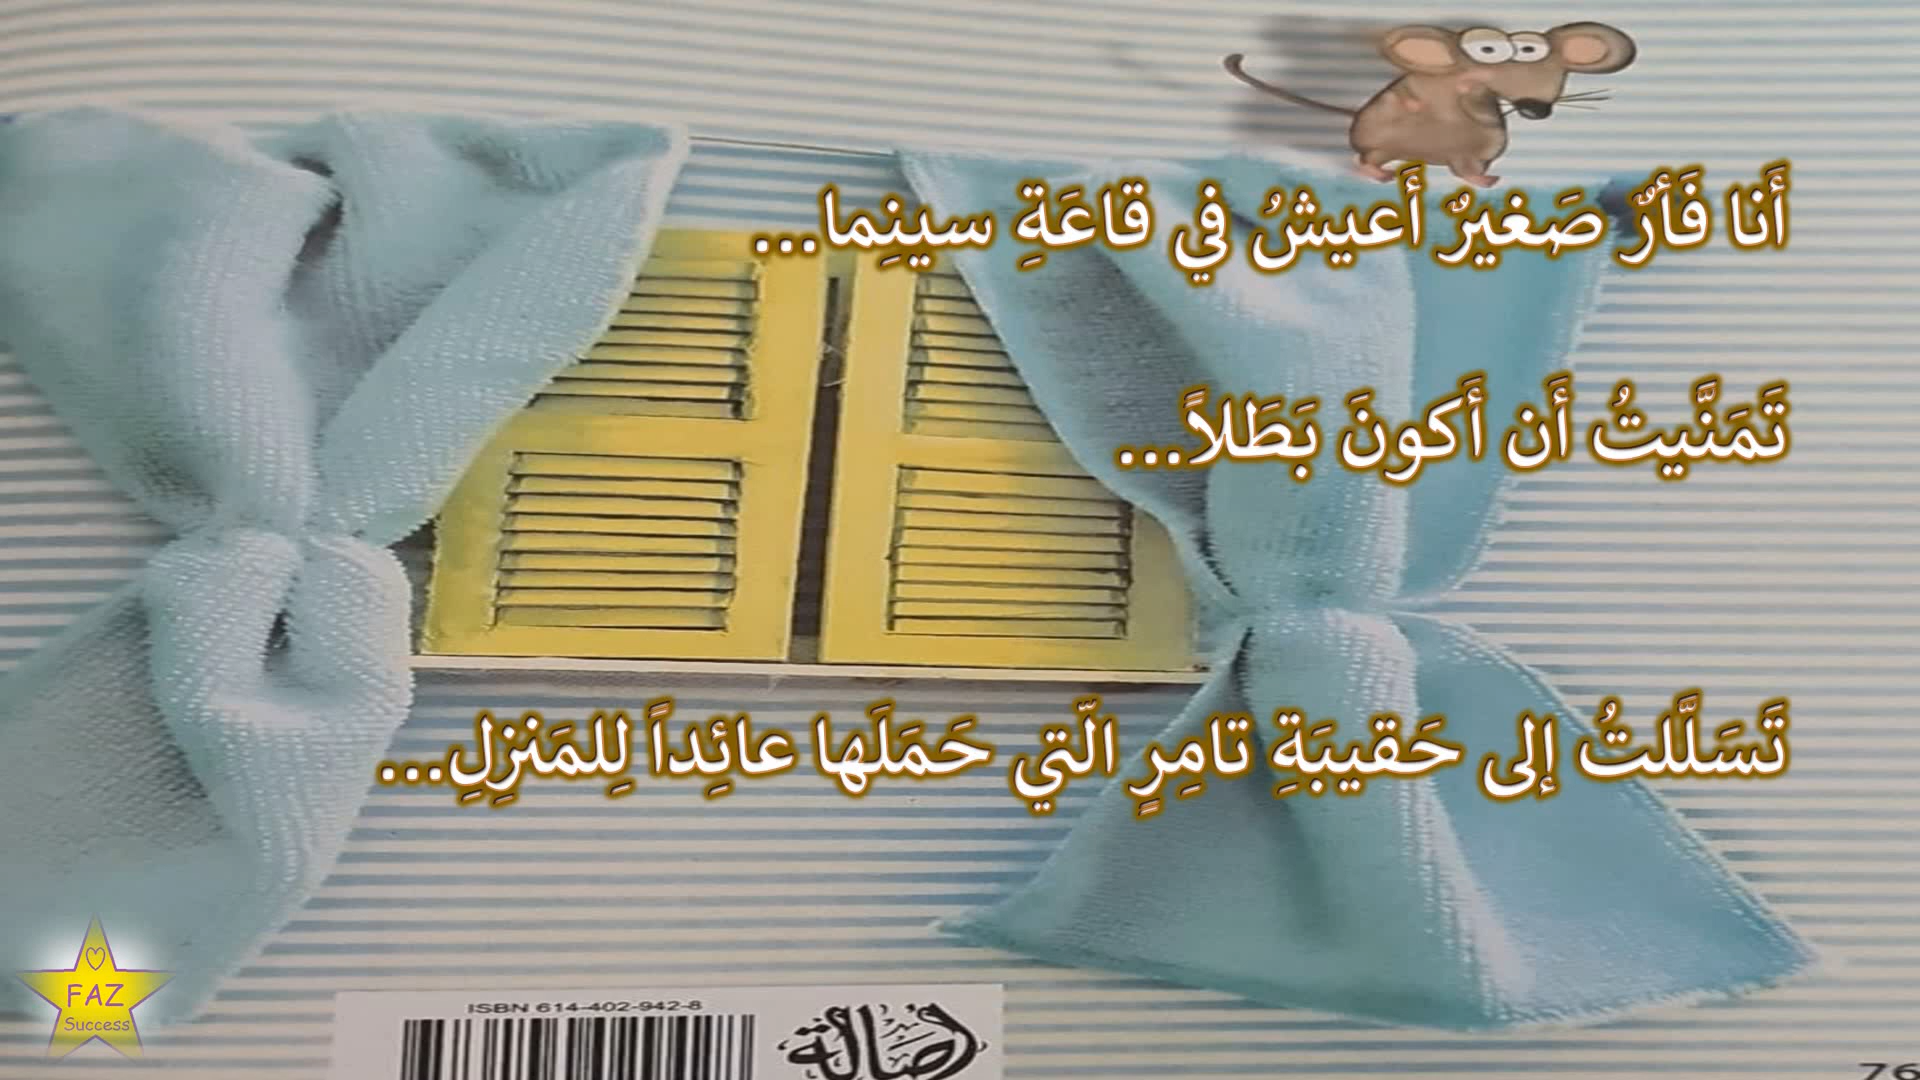 أَنا فَأرٌ صَغيرٌ أَعيشُ في قاعَةِ سينِما...
تَمَنَّيتُ أَن أَكونَ بَطَلاً...
تَسَلَّلتُ إلى حَقيبَةِ تامِرٍ الّتي حَمَلَها عائِداً لِلمَنزِلِ...
FAZ
Success
ISBN 614-402-942-8
أصالة
76